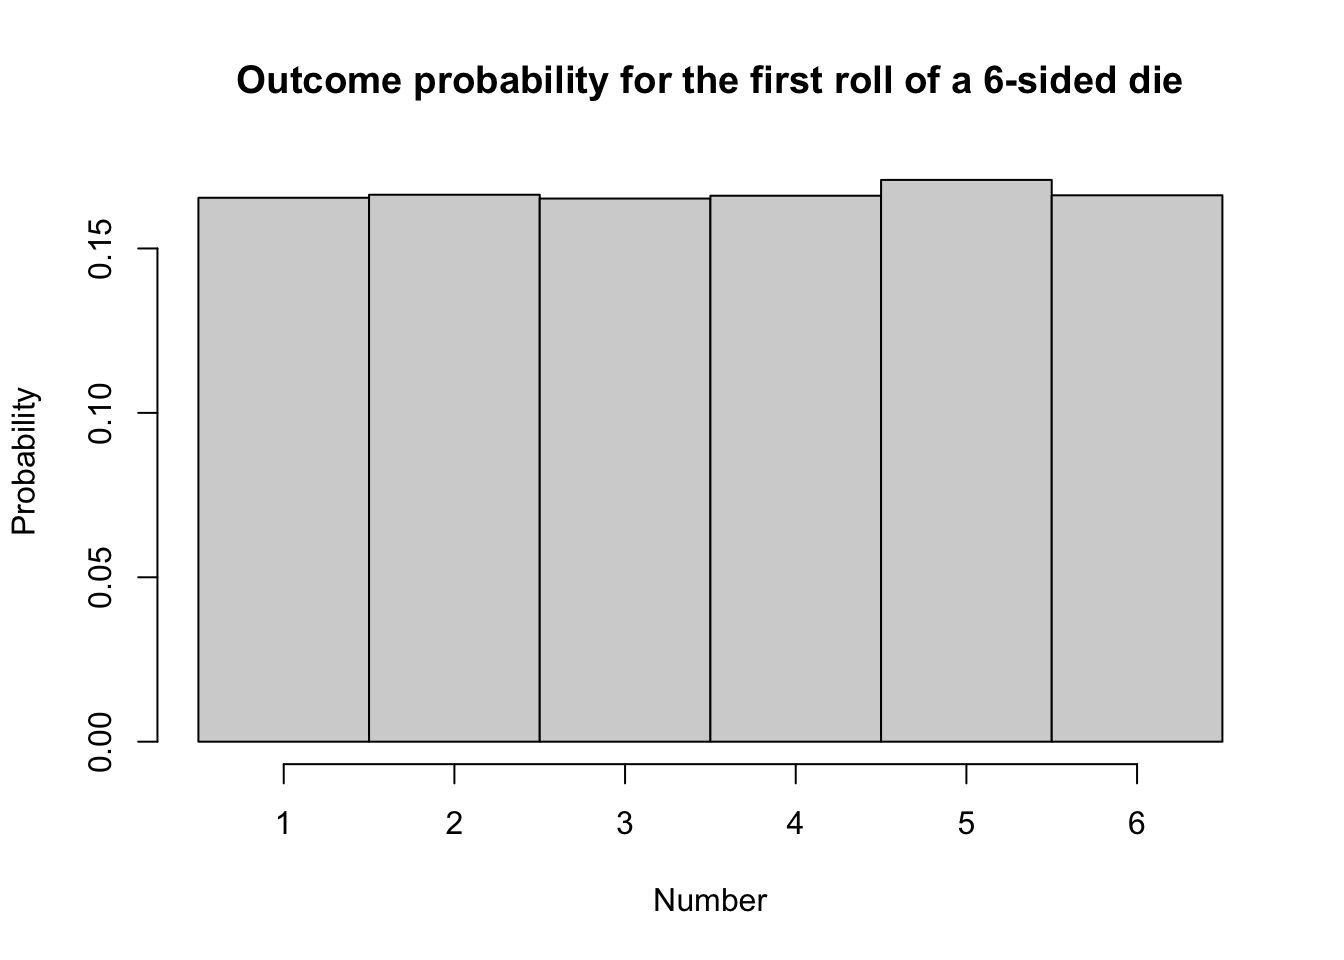 Outcome probability for the first roll of a 6-sided die
0.15
0.10
0.05
0.00
Probability
1 2 3 4 5 6
Number